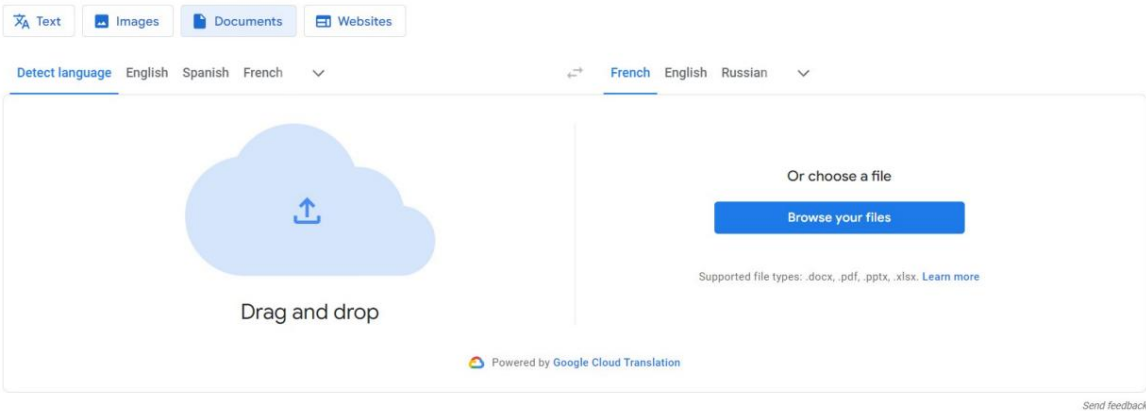 Text Images Documents Websites
Detect language English Spanish French French English Russian
Or choose a file
Browse your files
Supported file types: .docx, .pdf, .pptx, .xlsx. Learn more
Drag and drop
Powered by Google Cloud Translation
Send feedback